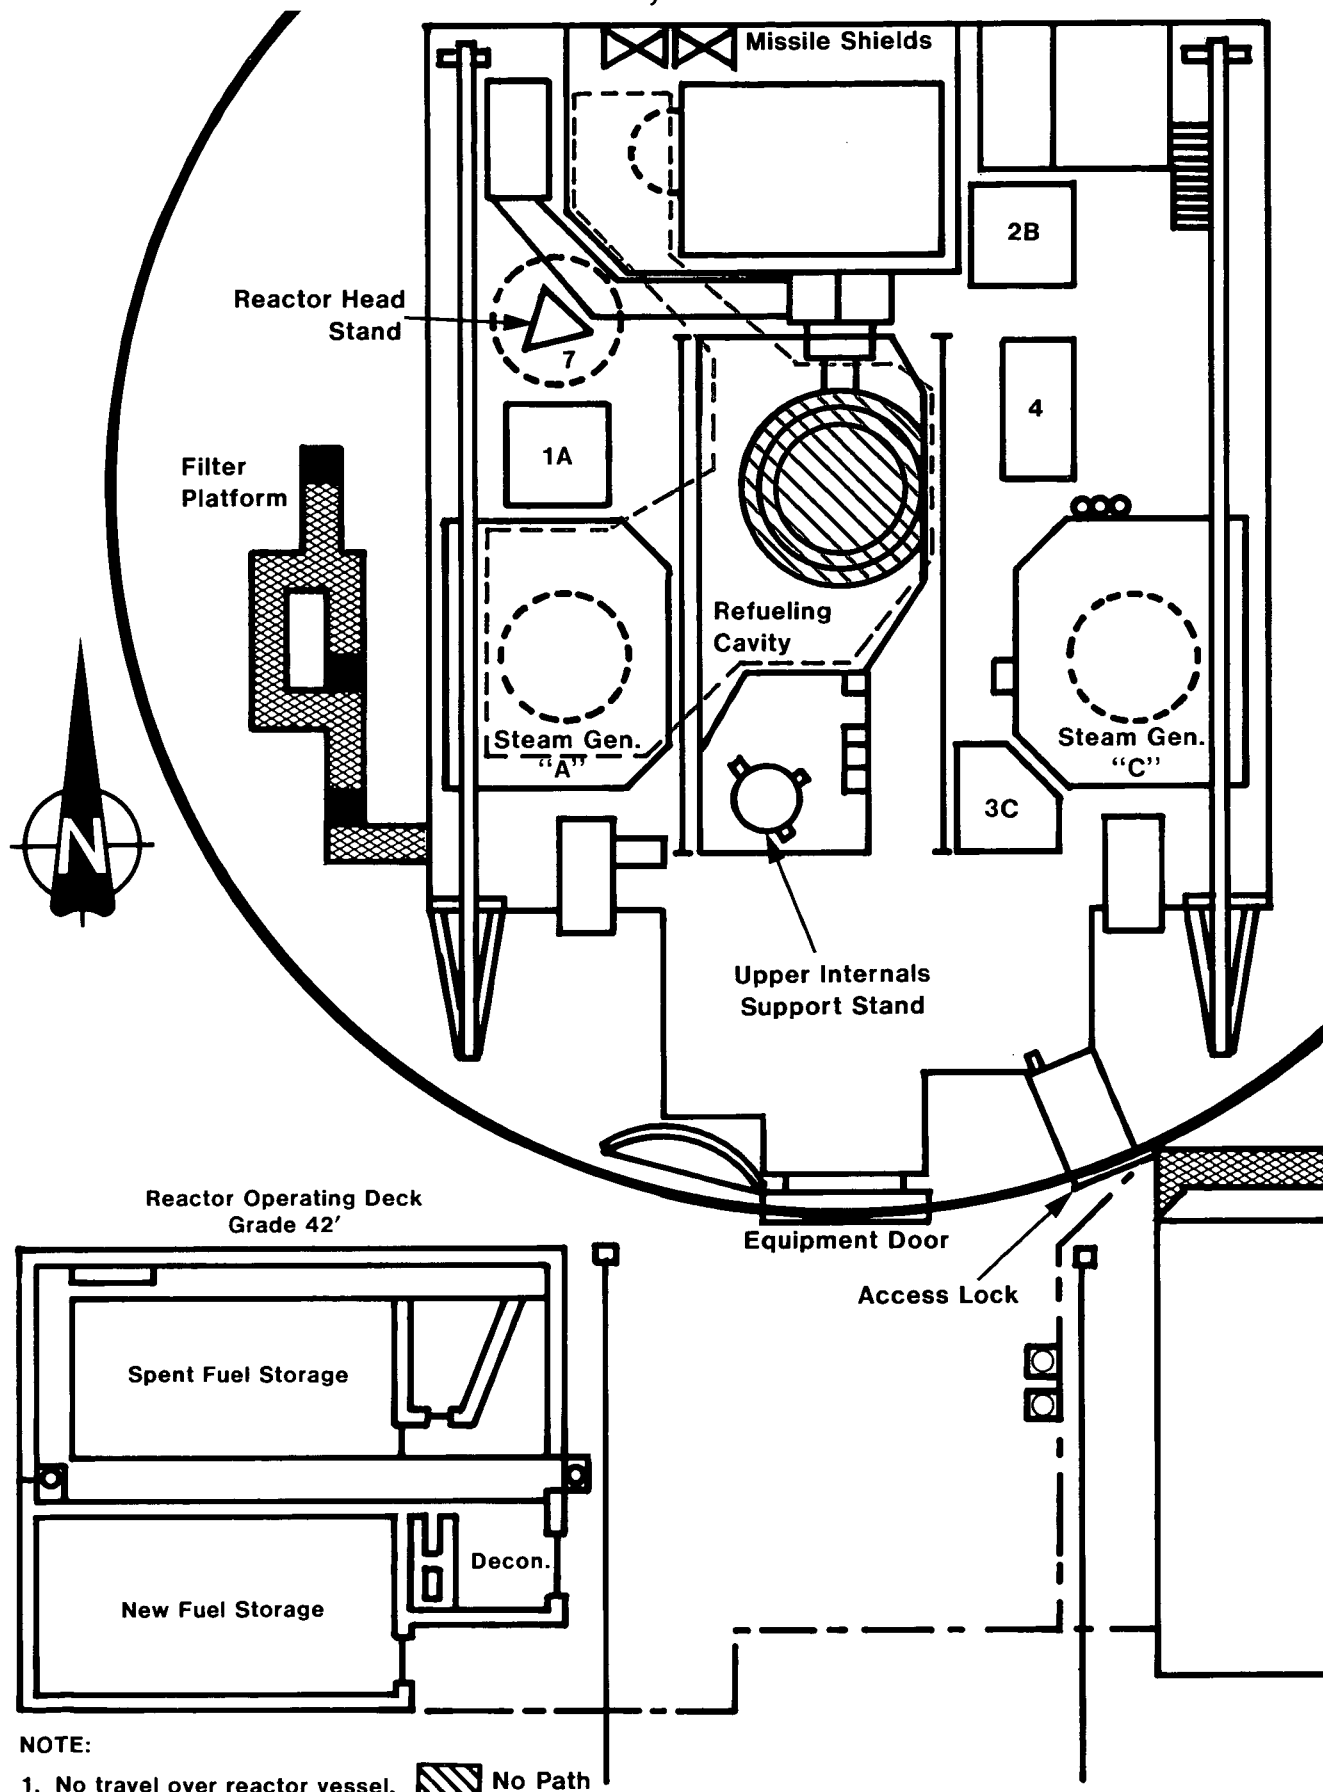 Missile Shields
2B
Reactor Head
Stand
7
4
1A
Filter
Platform
Refueling
Cavity
Steam Gen.
“A”
Steam Gen.
“C”
3C
N
Upper Internals
Support Stand
Reactor Operating Deck
Grade 42′
Equipment Door
Access Lock
Spent Fuel Storage
Decon.
New Fuel Storage
NOTE:
1. No travel over reactor vessel.
No Path